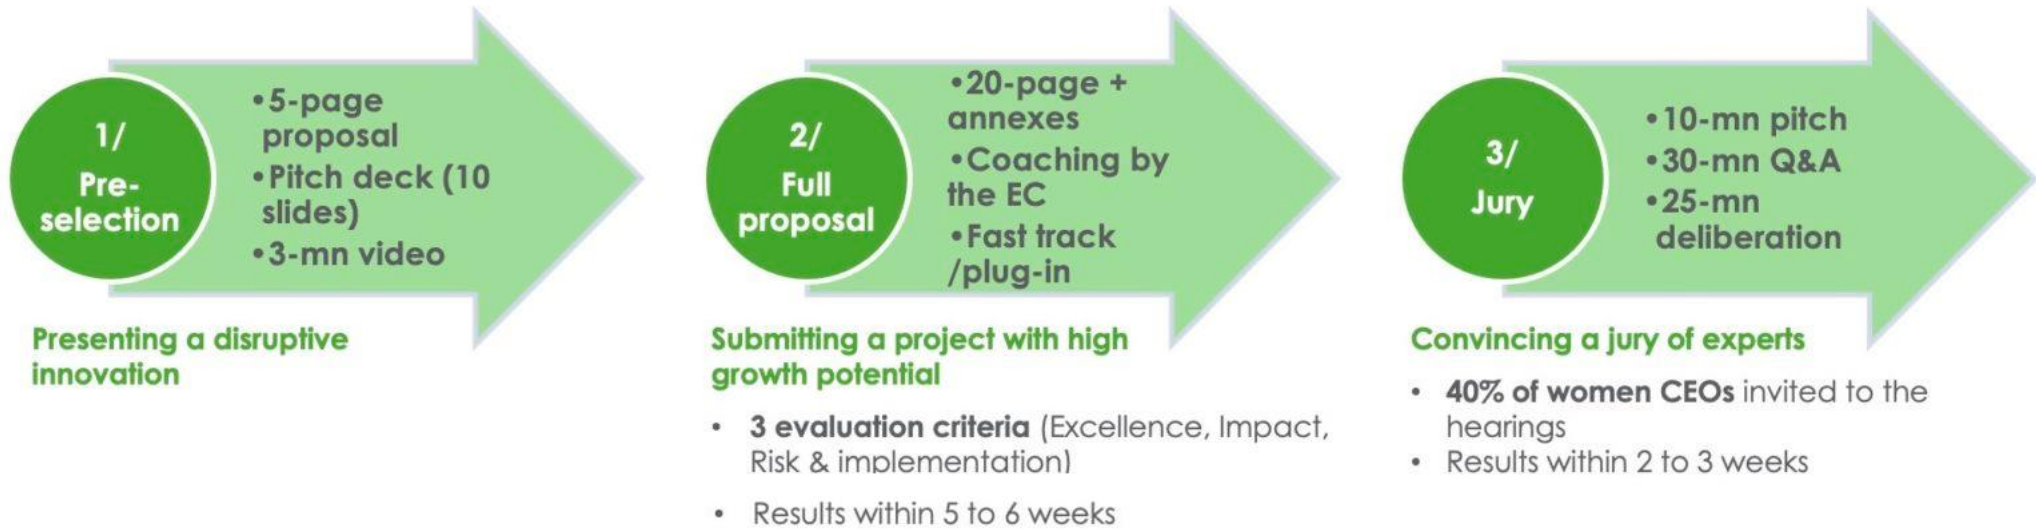 1/
Pre-
selection
•5-page
proposal
•Pitch deck (10
slides)
•3-mn video
Presenting a disruptive
innovation
2/
Full
proposal
•20-page +
annexes
•Coaching by
the EC
•Fast track
/plug-in
Submitting a project with high
growth potential
• 3 evaluation criteria (Excellence, Impact,
Risk & implementation)
• Results within 5 to 6 weeks
3/
Jury
•10-mn pitch
•30-mn Q&A
•25-mn
deliberation
Convincing a jury of experts
• 40% of women CEOs invited to the
hearings
• Results within 2 to 3 weeks